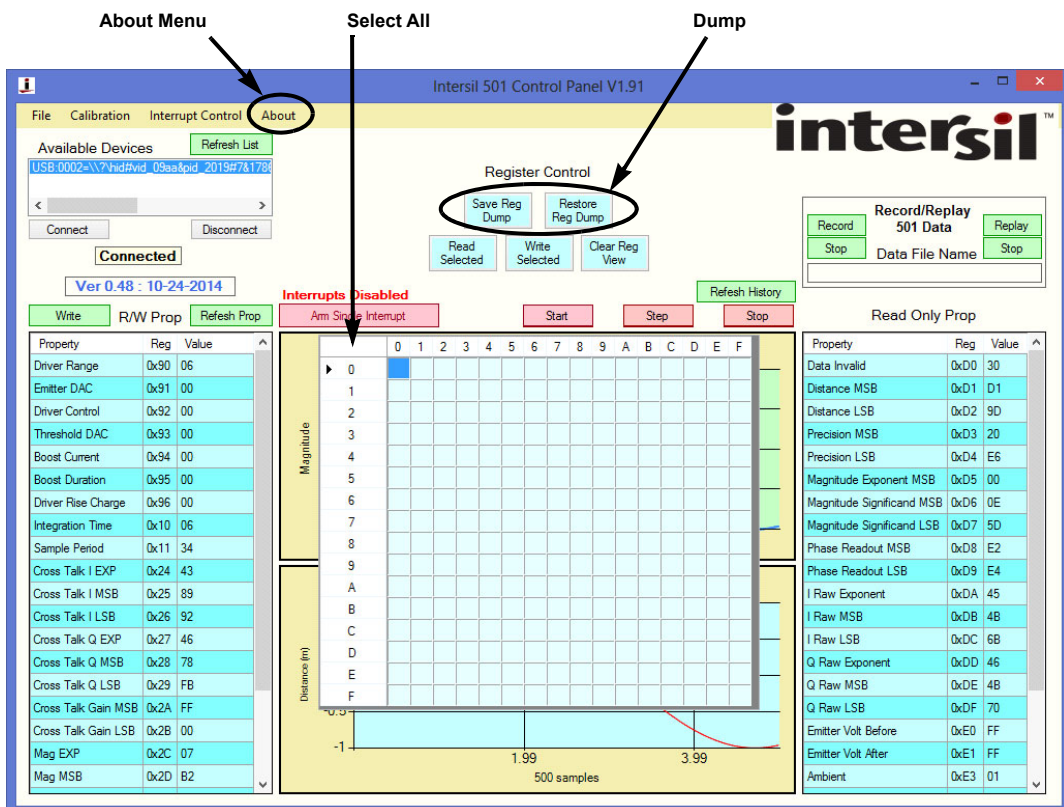 About Menu
Select All
Dump
Intersil 501 Control Panel V1.91
File Calibration Interrupt Control About
intersil™
Available Devices
Refresh List
USB:0002=\\?\hid#vid_09aa&pid_2019#7&178
Connect
Disconnect
Connected
Ver 0.48 : 10-24-2014
Register Control
Save Reg Dump
Restore Reg Dump
Read Selected
Write Selected
Clear Reg View
Record/Replay 501 Data
Record
Replay
Stop
Data File Name
Stop
Interrupts Disabled
Refesh History
Write
R/W Prop
Refesh Prop
Arm Single Interrupt
Start
Step
Stop
Read Only Prop
Property Reg Value
Driver Range 0x90 06
Emitter DAC 0x91 00
Driver Control 0x92 00
Threshold DAC 0x93 00
Boost Current 0x94 00
Boost Duration 0x95 00
Driver Rise Charge 0x96 00
Integration Time 0x10 06
Sample Period 0x11 34
Cross Talk I EXP 0x24 43
Cross Talk I MSB 0x25 89
Cross Talk I LSB 0x26 92
Cross Talk Q EXP 0x27 46
Cross Talk Q MSB 0x28 78
Cross Talk Q LSB 0x29 FB
Cross Talk Gain MSB 0x2A FF
Cross Talk Gain LSB 0x2B 00
Mag EXP 0x2C 07
Mag MSB 0x2D B2
0 1 2 3 4 5 6 7 8 9 A B C D E F
0
1
2
3
4
5
6
7
8
9
A
B
C
D
E
F
Magnitude
Distance (m)
-0.5
-1
1.99
3.99
500 samples
Property Reg Value
Data Invalid 0xD0 30
Distance MSB 0xD1 D1
Distance LSB 0xD2 9D
Precision MSB 0xD3 20
Precision LSB 0xD4 E6
Magnitude Exponent MSB 0xD5 00
Magnitude Significand MSB 0xD6 0E
Magnitude Significand LSB 0xD7 5D
Phase Readout MSB 0xD8 E2
Phase Readout LSB 0xD9 E4
I Raw Exponent 0xDA 45
I Raw MSB 0xDB 4B
I Raw LSB 0xDC 6B
Q Raw Exponent 0xDD 46
Q Raw MSB 0xDE 4B
Q Raw LSB 0xDF 70
Emitter Volt Before 0xE0 FF
Emitter Volt After 0xE1 FF
Ambient 0xE3 01